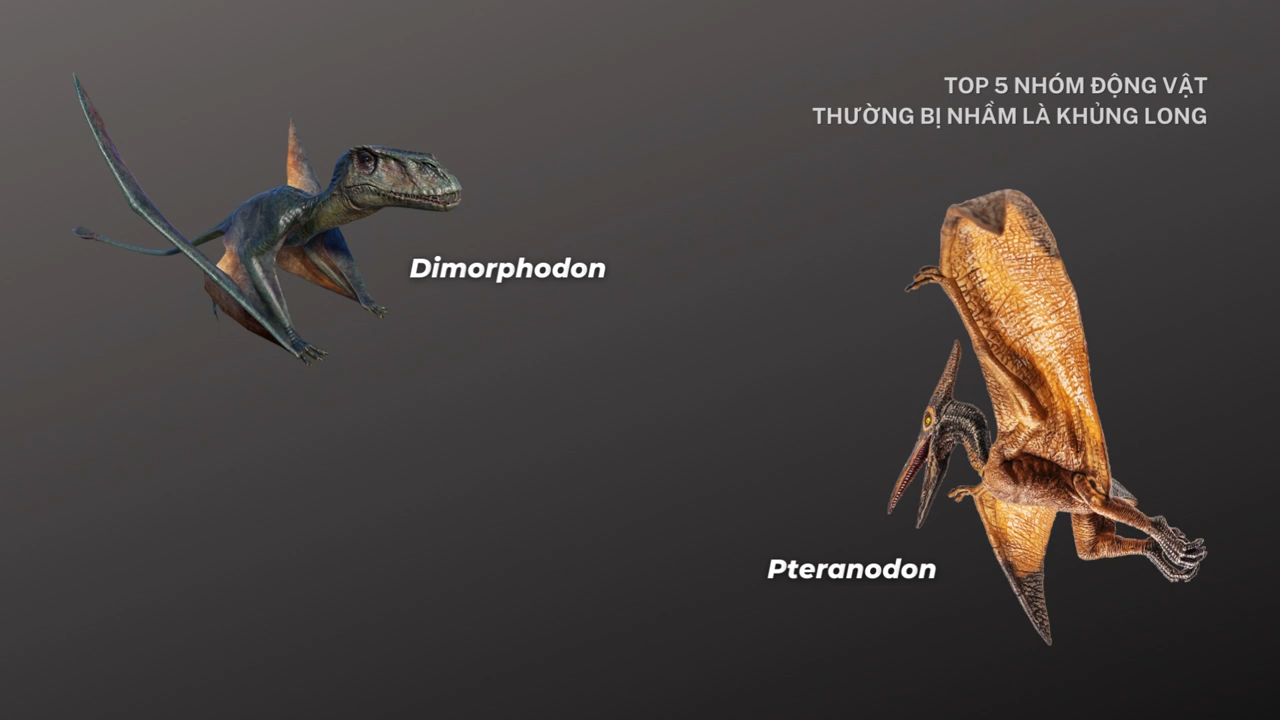 TOP 5 NHÓM ĐỘNG VẬT
THƯỜNG BỊ NHẦM LÀ KHỦNG LONG
Dimorphodon
Pteranodon